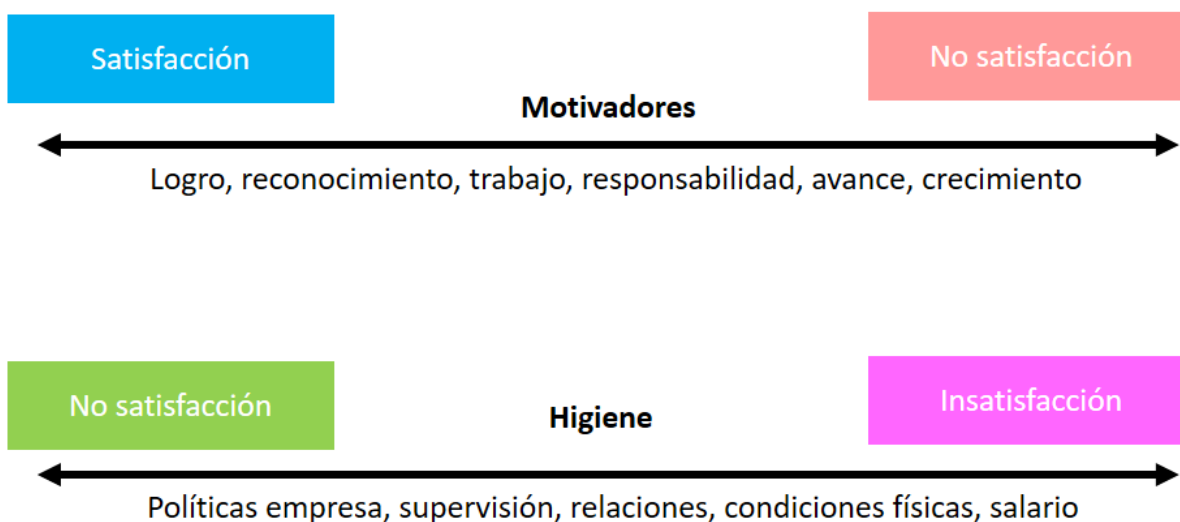 Satisfacción
No satisfacción
Motivadores
Logro, reconocimiento, trabajo, responsabilidad, avance, crecimiento
No satisfacción
Insatisfacción
Higiene
Políticas empresa, supervisión, relaciones, condiciones físicas, salario